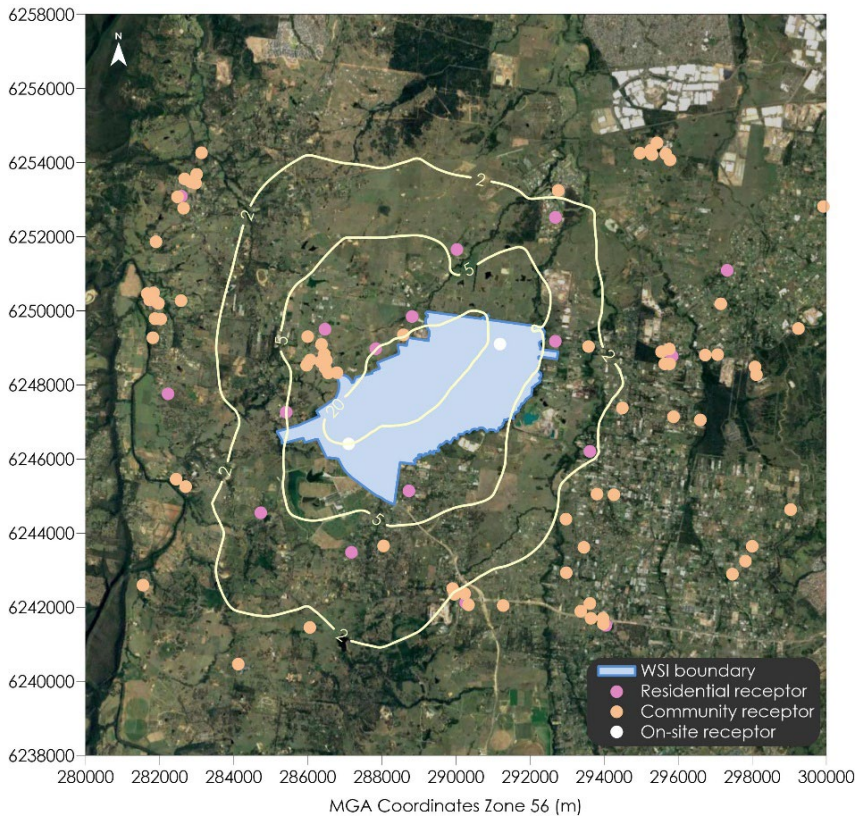 6258000
N
6256000
6254000
2
2
6252000
5
6250000
5
2
6248000
20
6246000
2
6244000
5
6242000
2
6240000
WSI boundary
Residential receptor
Community receptor
On-site receptor
6238000
280000 282000 284000 286000 288000 290000 292000 294000 296000 298000 300000
MGA Coordinates Zone 56 (m)